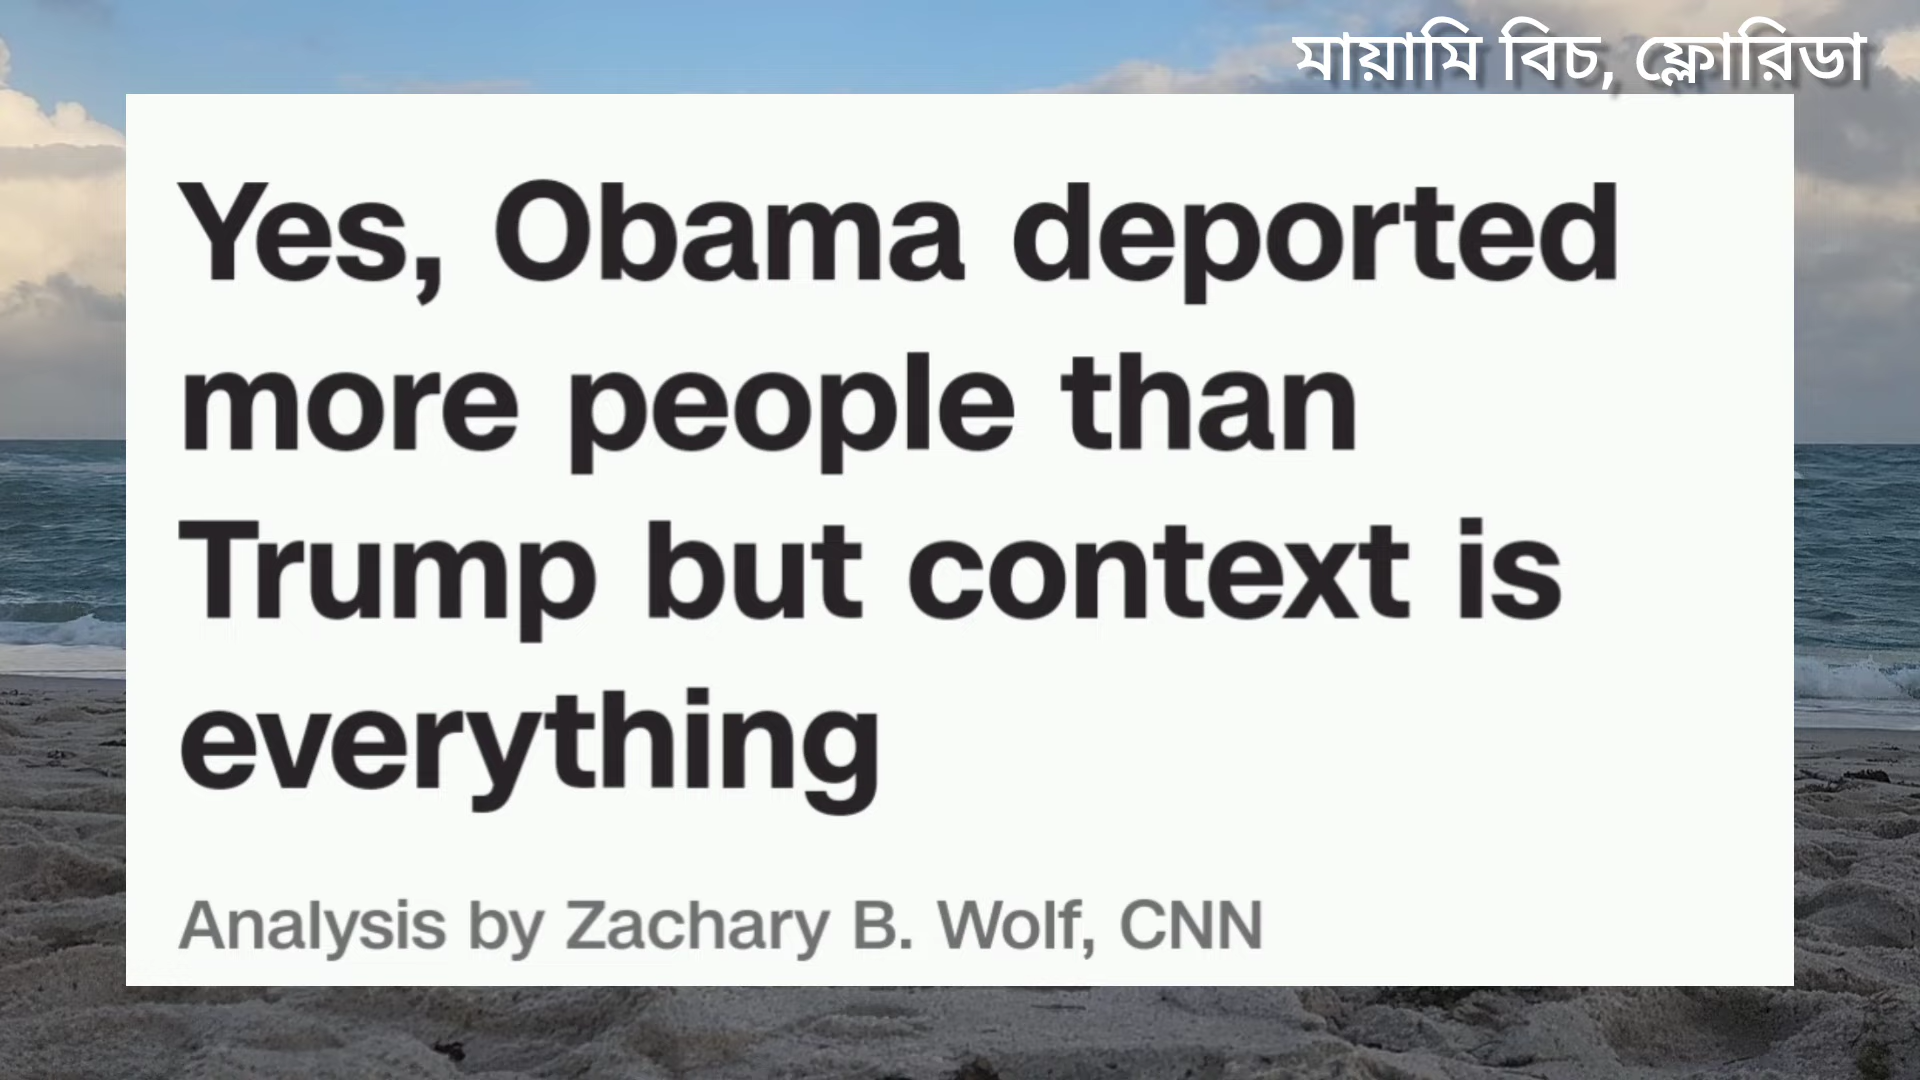 মায়ামি বিচ, ফ্লোরিডা
Yes, Obama deported
more people than
Trump but context is
everything
Analysis by Zachary B. Wolf, CNN